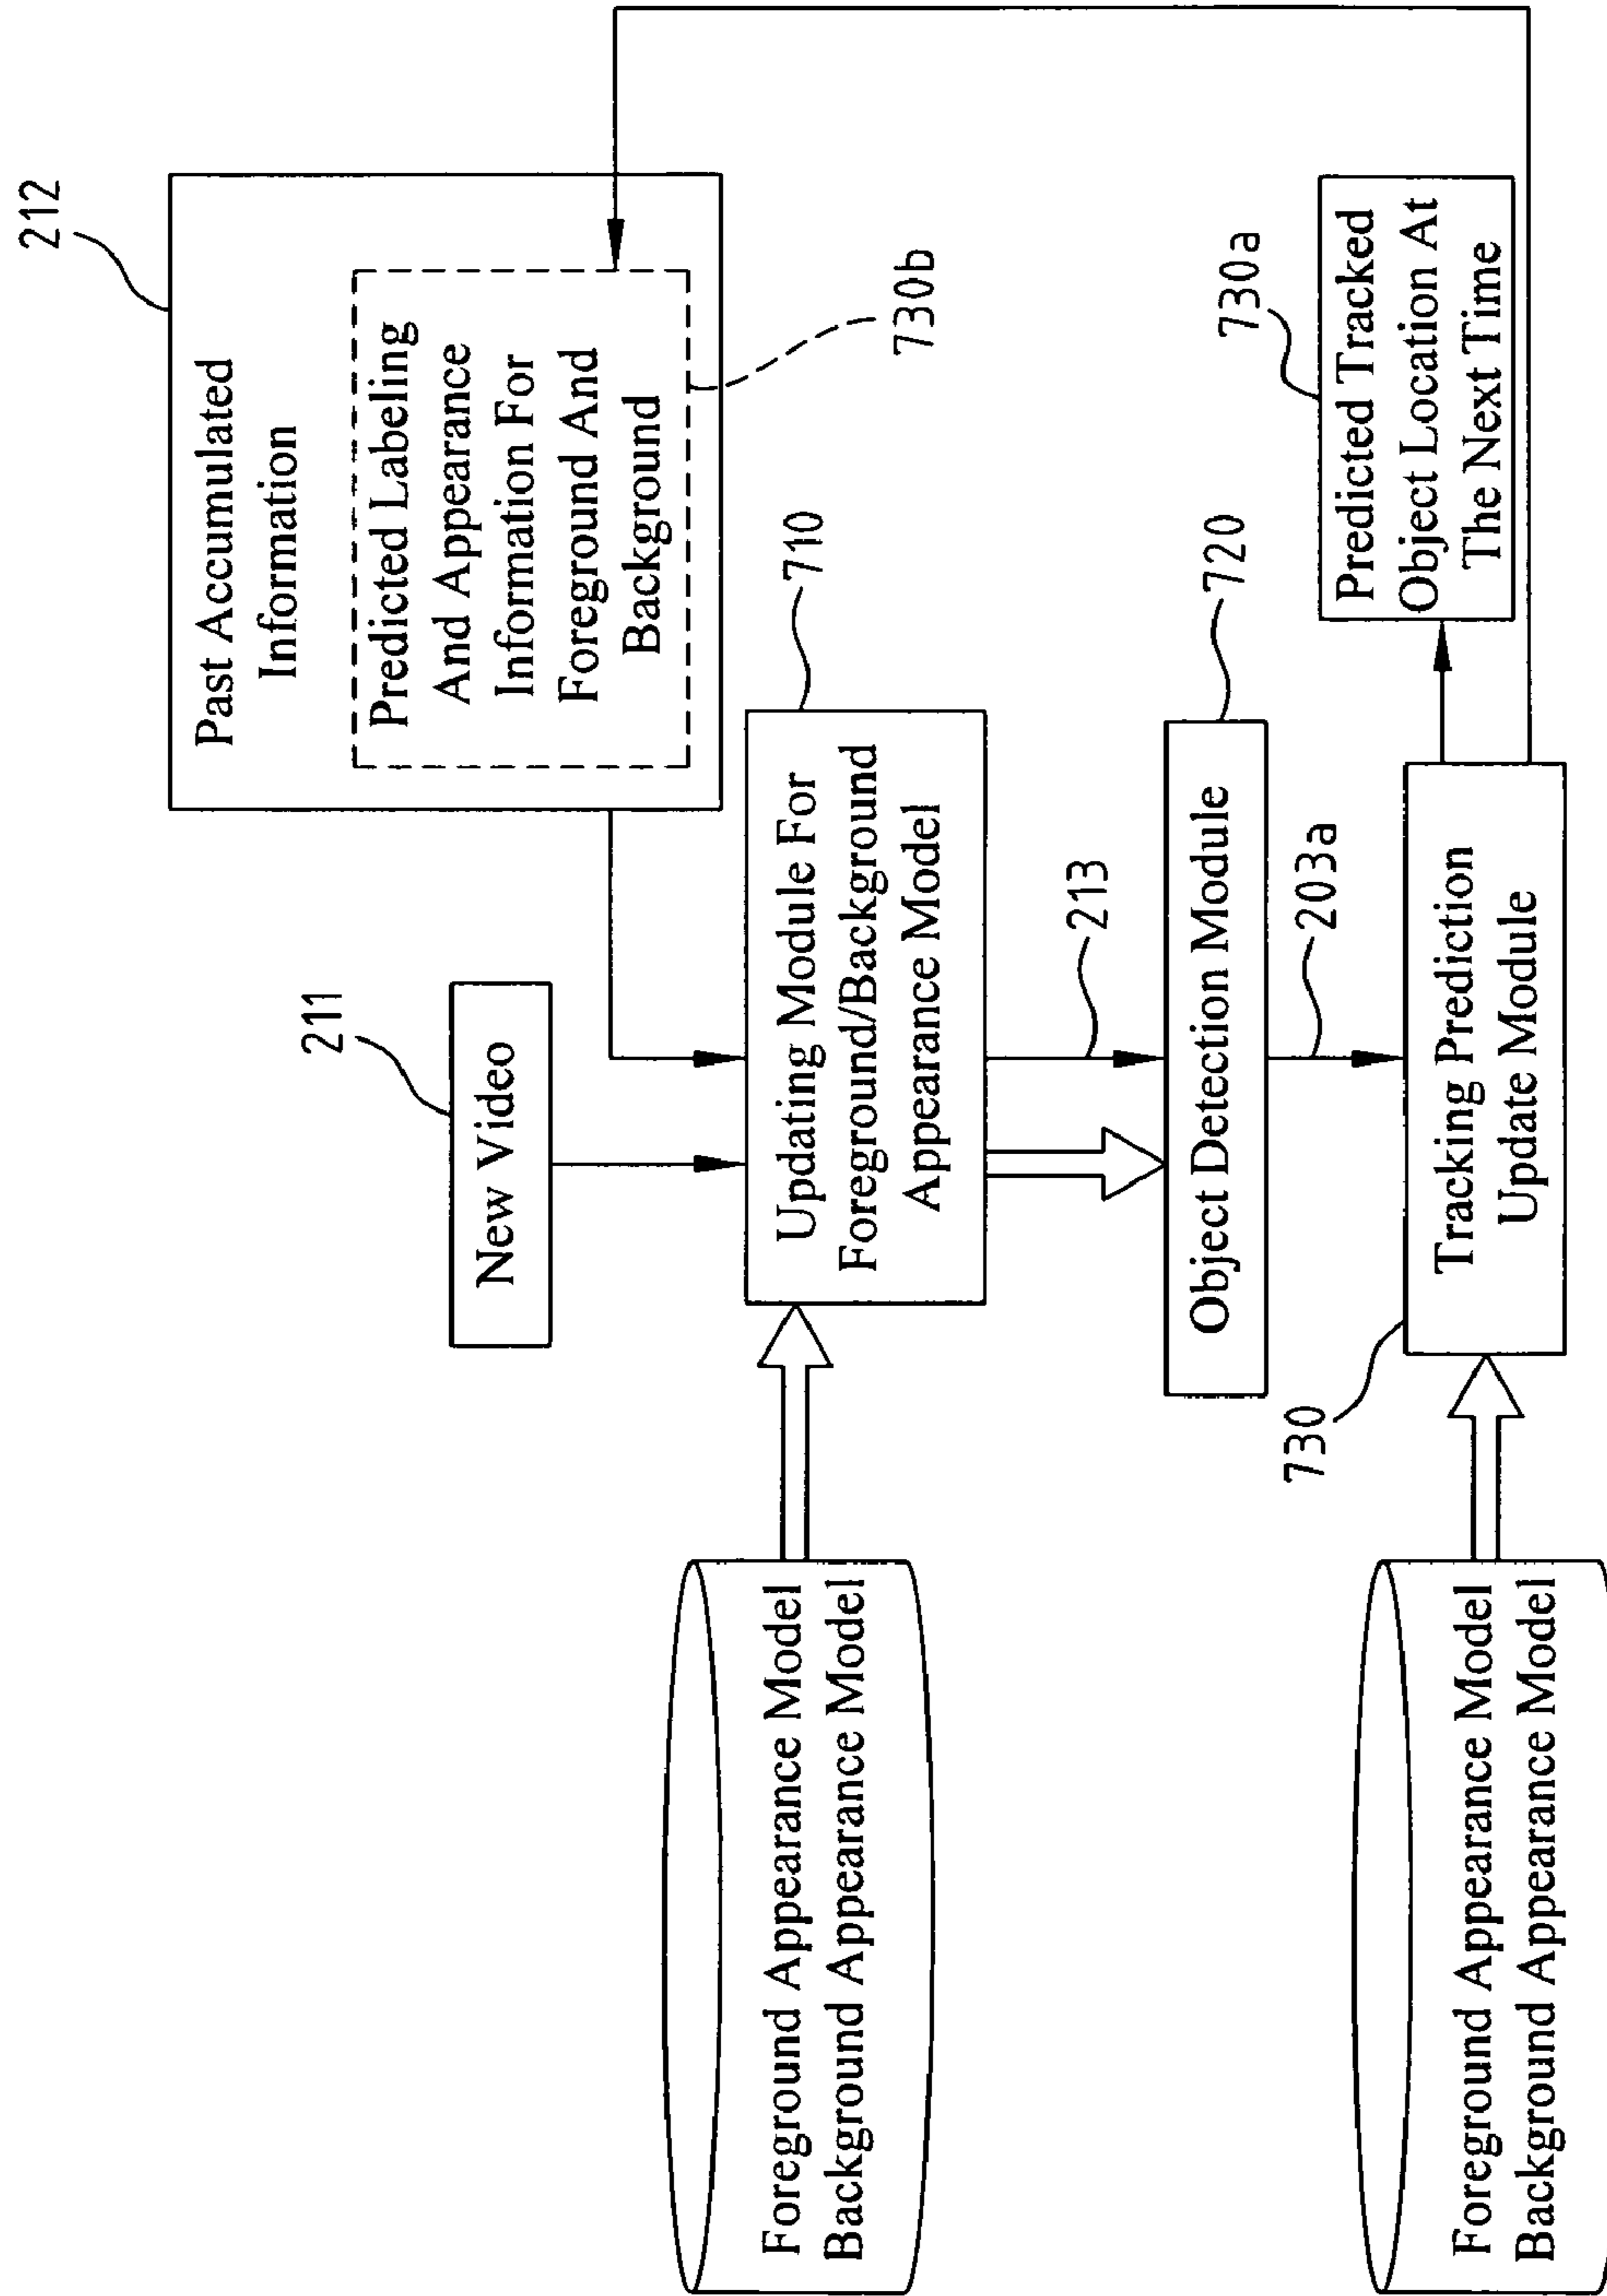 212
Past Accumulated
Information
Predicted Labeling
And Appearance
Information For
Foreground And
Background
730b
211
New Video
710
Updating Module For
Foreground/Background
Appearance Model
Foreground Appearance Model
Background Appearance Model
213
720
Object Detection Module
203a
730
Tracking Prediction
Update Module
730a
Predicted Tracked
Object Location At
The Next Time
Foreground Appearance Model
Background Appearance Model